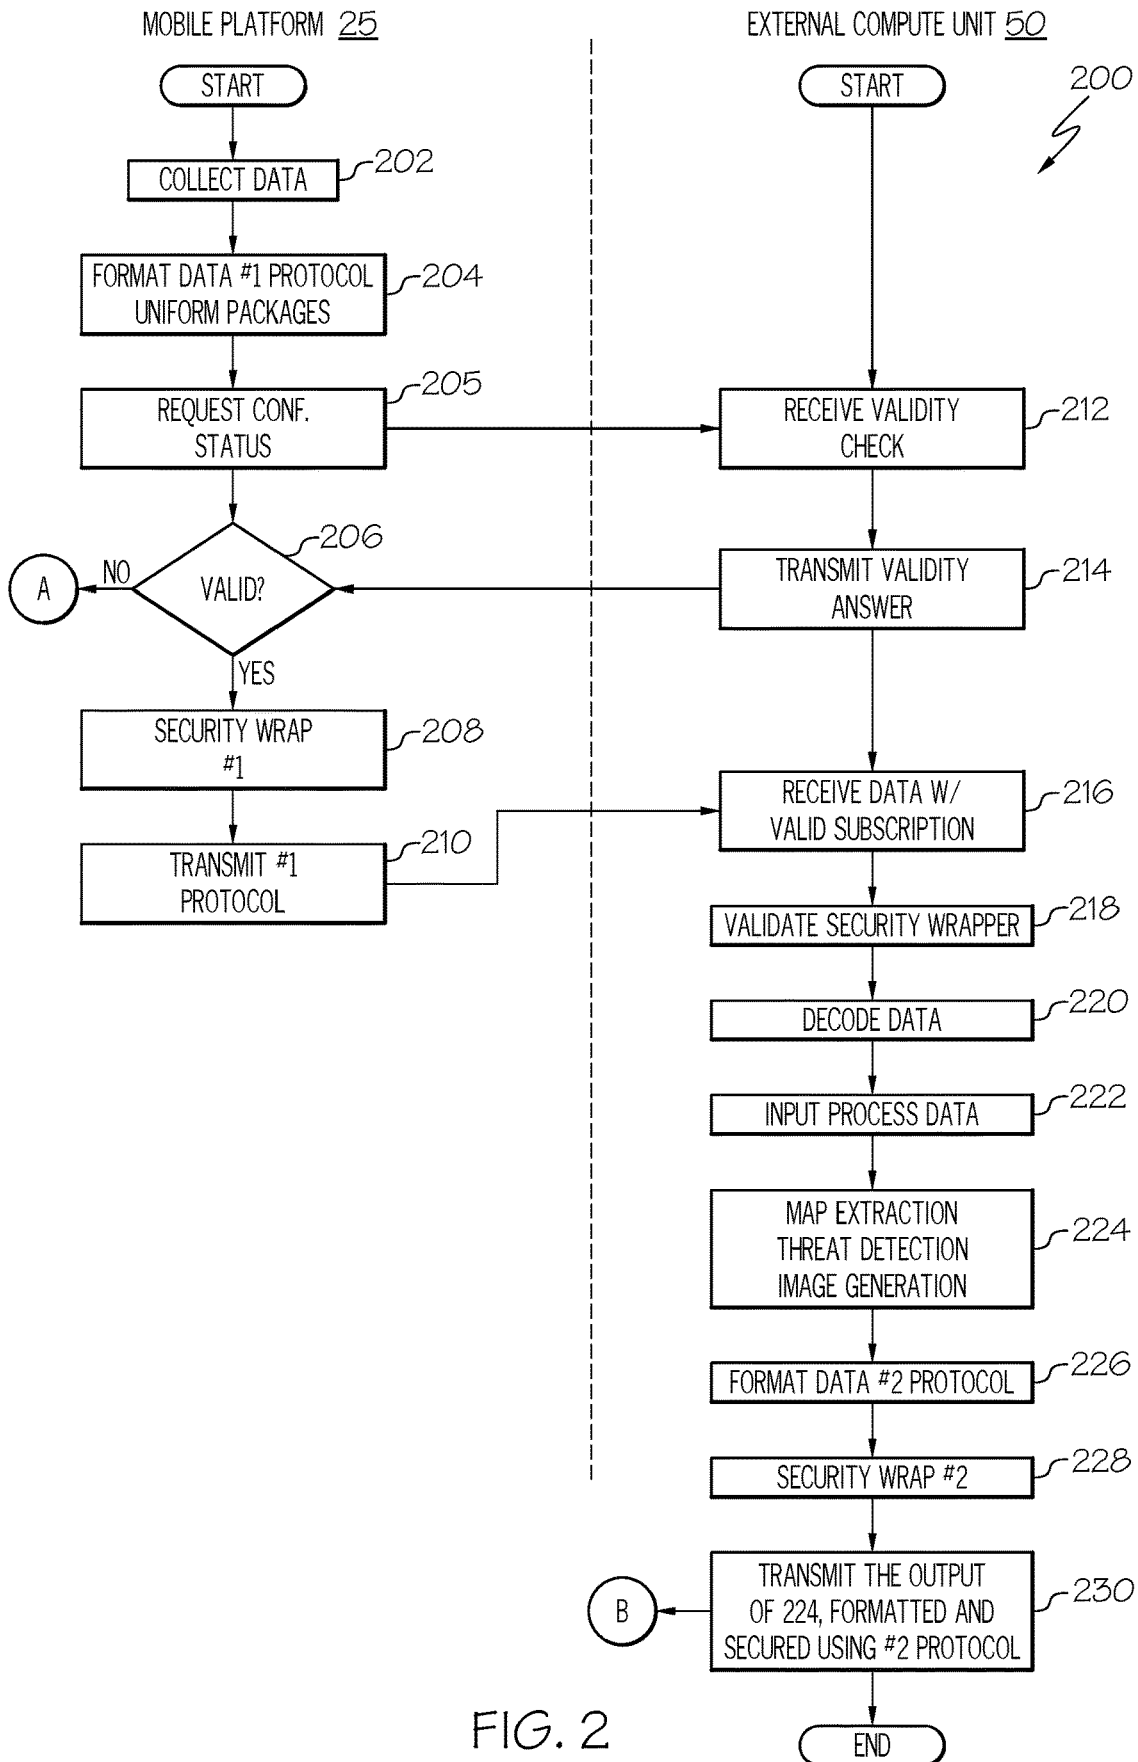 MOBILE PLATFORM 25
EXTERNAL COMPUTE UNIT 50
200
START
COLLECT DATA
202
FORMAT DATA #1 PROTOCOL
UNIFORM PACKAGES
204
REQUEST CONF.
STATUS
205
VALID?
206
NO
A
YES
SECURITY WRAP
#1
208
TRANSMIT #1
PROTOCOL
210
START
RECEIVE VALIDITY
CHECK
212
TRANSMIT VALIDITY
ANSWER
214
RECEIVE DATA W/
VALID SUBSCRIPTION
216
VALIDATE SECURITY WRAPPER
218
DECODE DATA
220
INPUT PROCESS DATA
222
MAP EXTRACTION
THREAT DETECTION
IMAGE GENERATION
224
FORMAT DATA #2 PROTOCOL
226
SECURITY WRAP #2
228
TRANSMIT THE OUTPUT
OF 224, FORMATTED AND
SECURED USING #2 PROTOCOL
230
B
END
FIG. 2